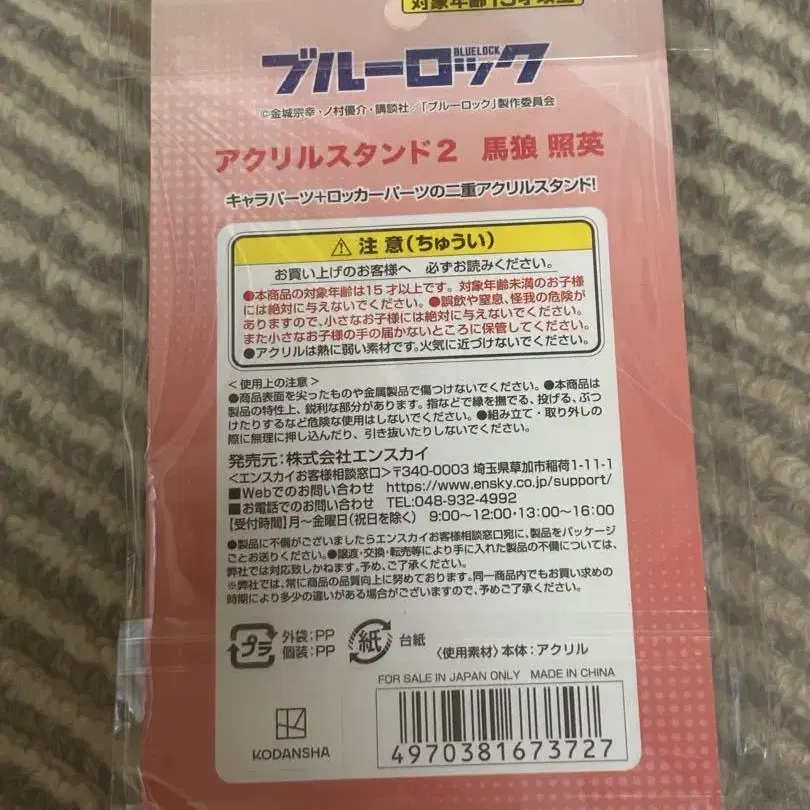 対象年齢15才以上
BLUELOCK
ブルーロック
©金城宗幸・ノ村優介・講談社/「ブルーロック」製作委員会
アクリルスタンド2 馬狼 照英
キャラパーツ+ロッカーパーツの二重アクリルスタンド!
⚠注意(ちゅうい)
お買い上げのお客様へ 必ずお読みください。
●本商品の対象年齢は15才以上です。対象年齢未満のお子様
には絶対に与えないでください。●誤飲や窒息、怪我の危険が
ありますので、小さなお子様には絶対に与えないでください。
また小さなお子様の手の届かないところに保管してください。
●アクリルは熱に弱い素材です。火気に近づけないでください。
<使用上の注意>
●商品表面を尖ったものや金属製品で傷つけないでください。●本商品は
製品の特性上、鋭利な部分があります。指などで縁を撫でる、投げる、ぶつ
けたりするなど危険な使用はしないでください。●組み立て・取り外しの
際に無理に押し込んだり、引き抜いたりしないでください。
発売元:株式会社エンスカイ
<エンスカイお客様相談窓口>〒340-0003 埼玉県草加市稲荷1-11-1
■Webでのお問い合わせ https://www.ensky.co.jp/support/
■お電話でのお問い合わせ TEL:048-932-4992
【受付時間】月~金曜日(祝日を除く) 9:00~12:00・13:00~16:00
●製品に不備がございましたらエンスカイお客様相談窓口宛に、製品をパッケージ
ごとお送りください。●譲渡・交換・転売等により手に入れた製品の不備については、
弊社では対応致しかねます。予め、ご了承ください。
※弊社では、常に商品の品質向上に努めております。同一商品内でもお買い求めの
時期により多少の違いがある場合がございますので、予めご了承ください。
プラ 外袋:PP
個装:PP
紙 台紙
〈使用素材〉本体:アクリル
FOR SALE IN JAPAN ONLY MADE IN CHINA
KODANSHA
4970381673727